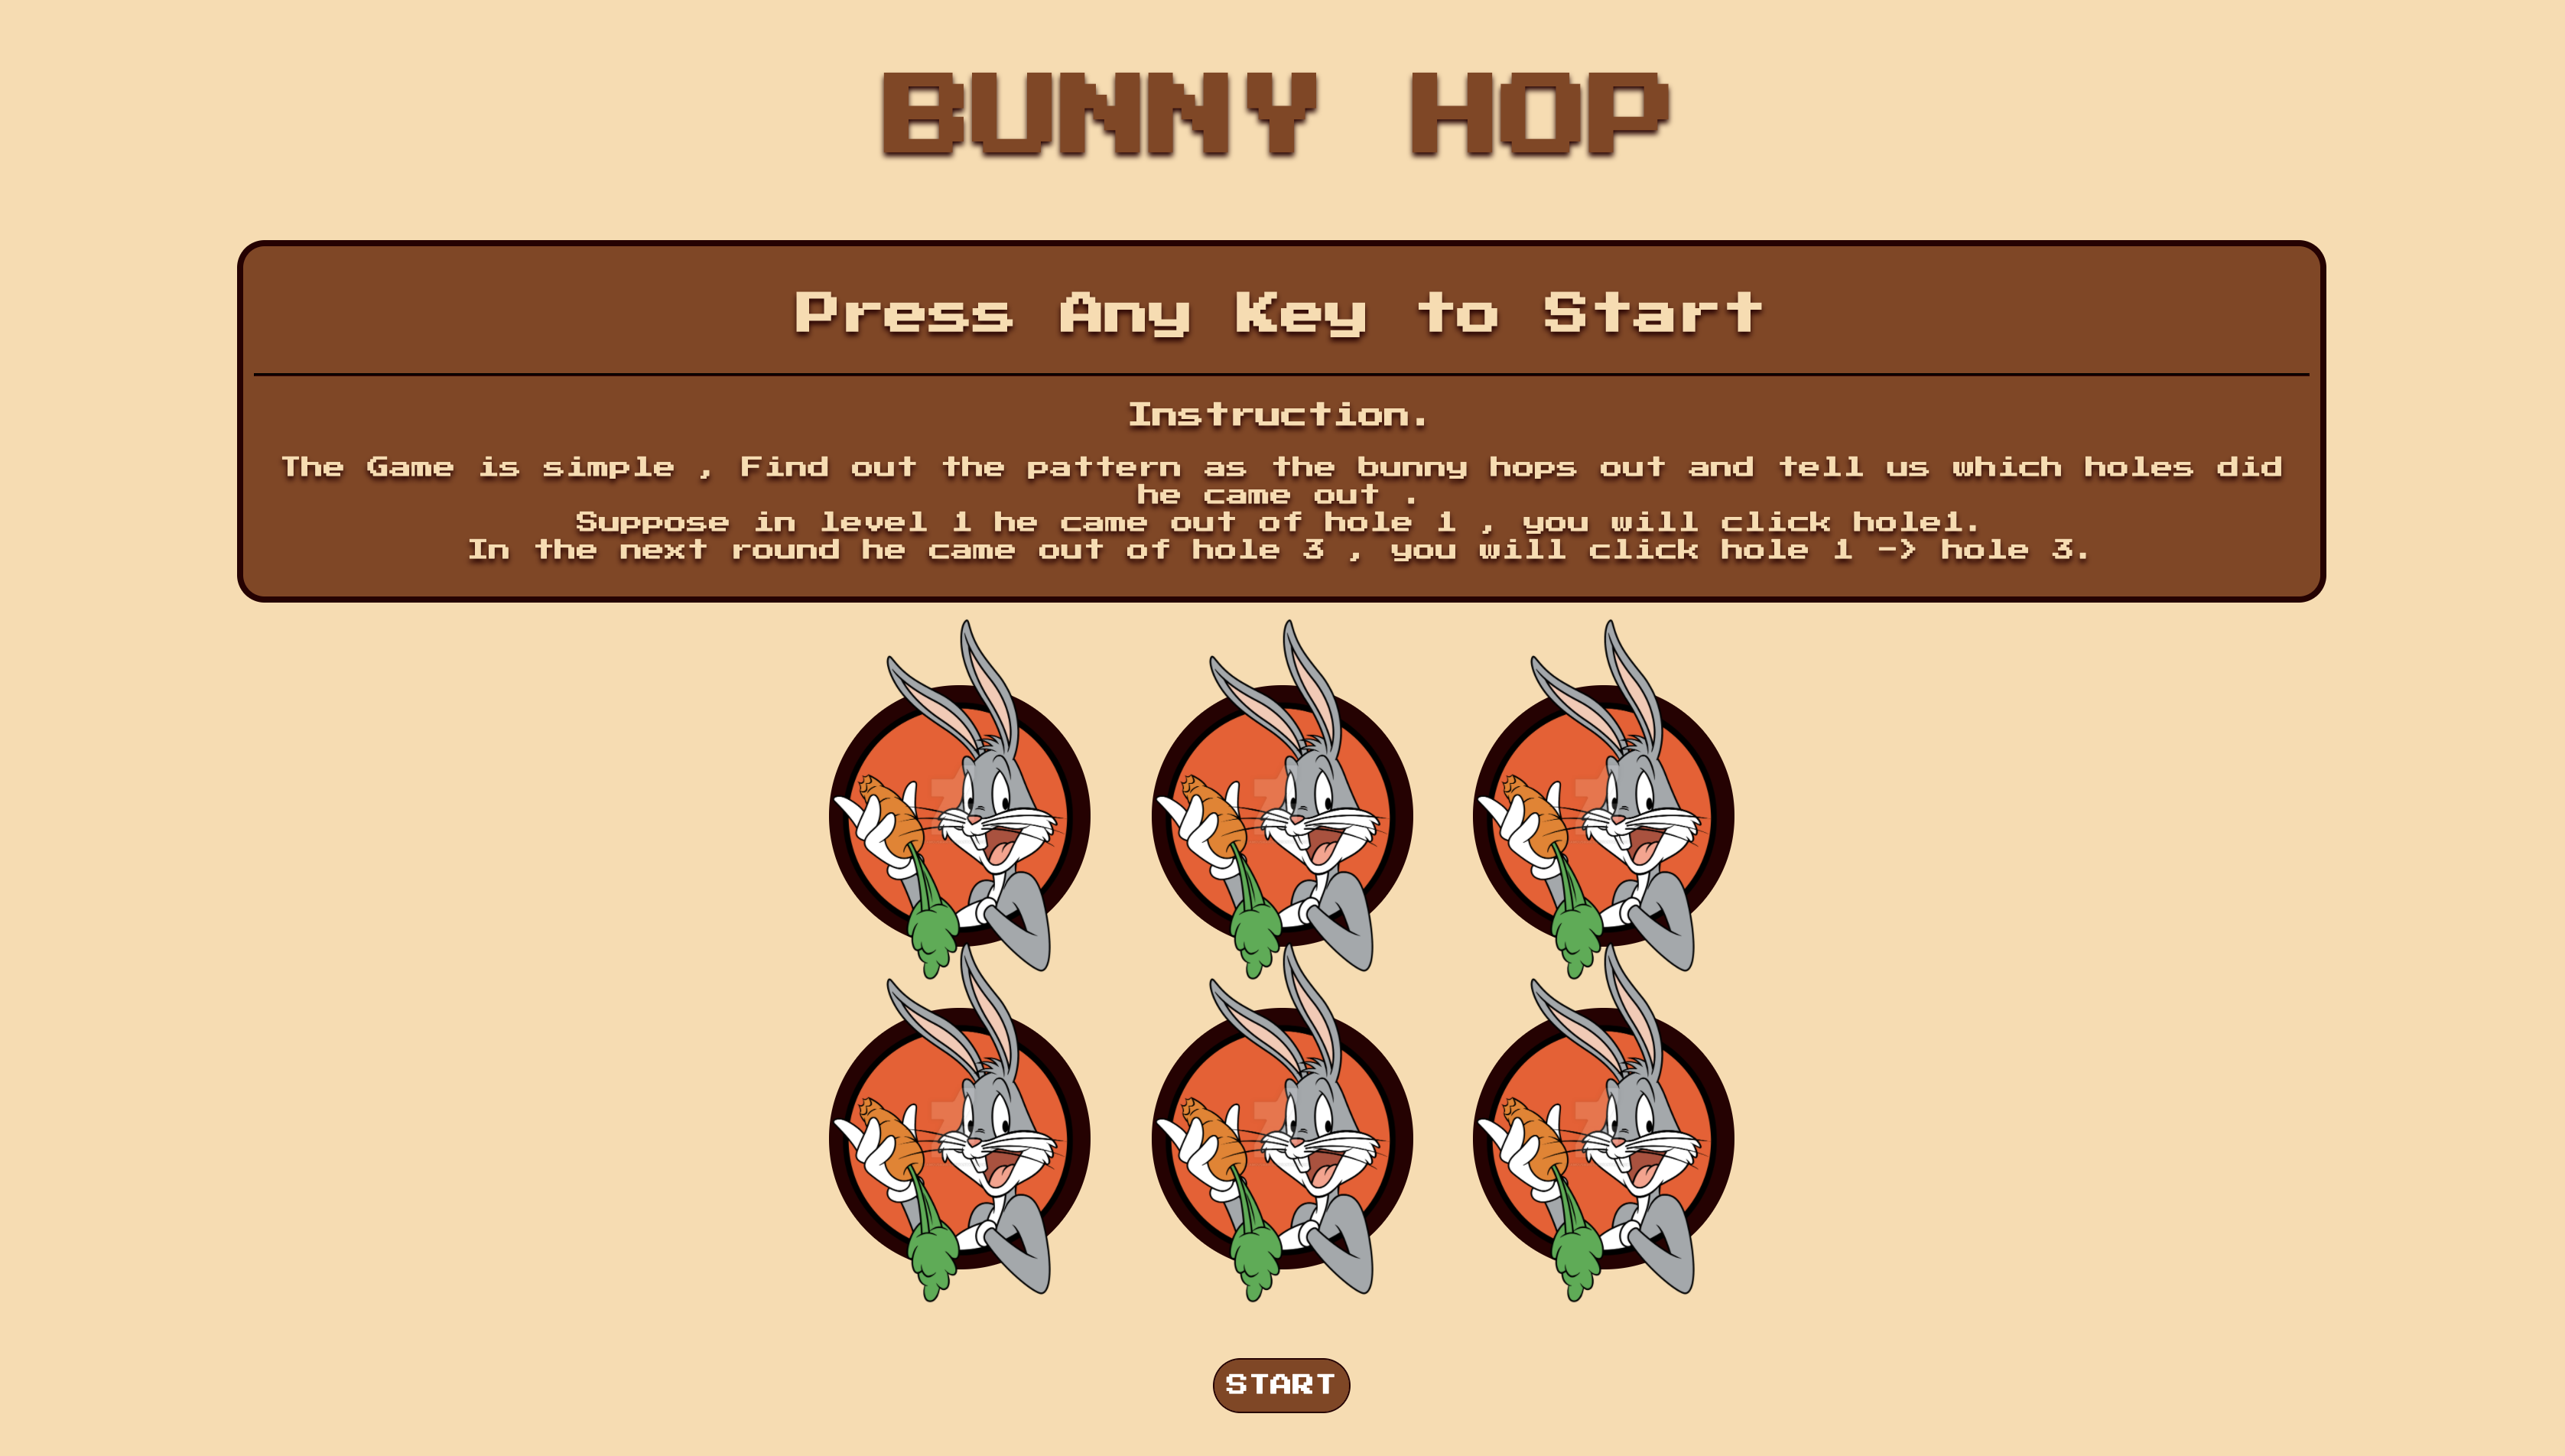 BUNNY HOP
Press Any Key to Start
Instruction.
The Game is simple , Find out the pattern as the bunny hops out and tell us which holes did
he came out .
Suppose in level 1 he came out of hole 1 , you will click hole1.
In the next round he came out of hole 3 , you will click hole 1 -> hole 3.
START